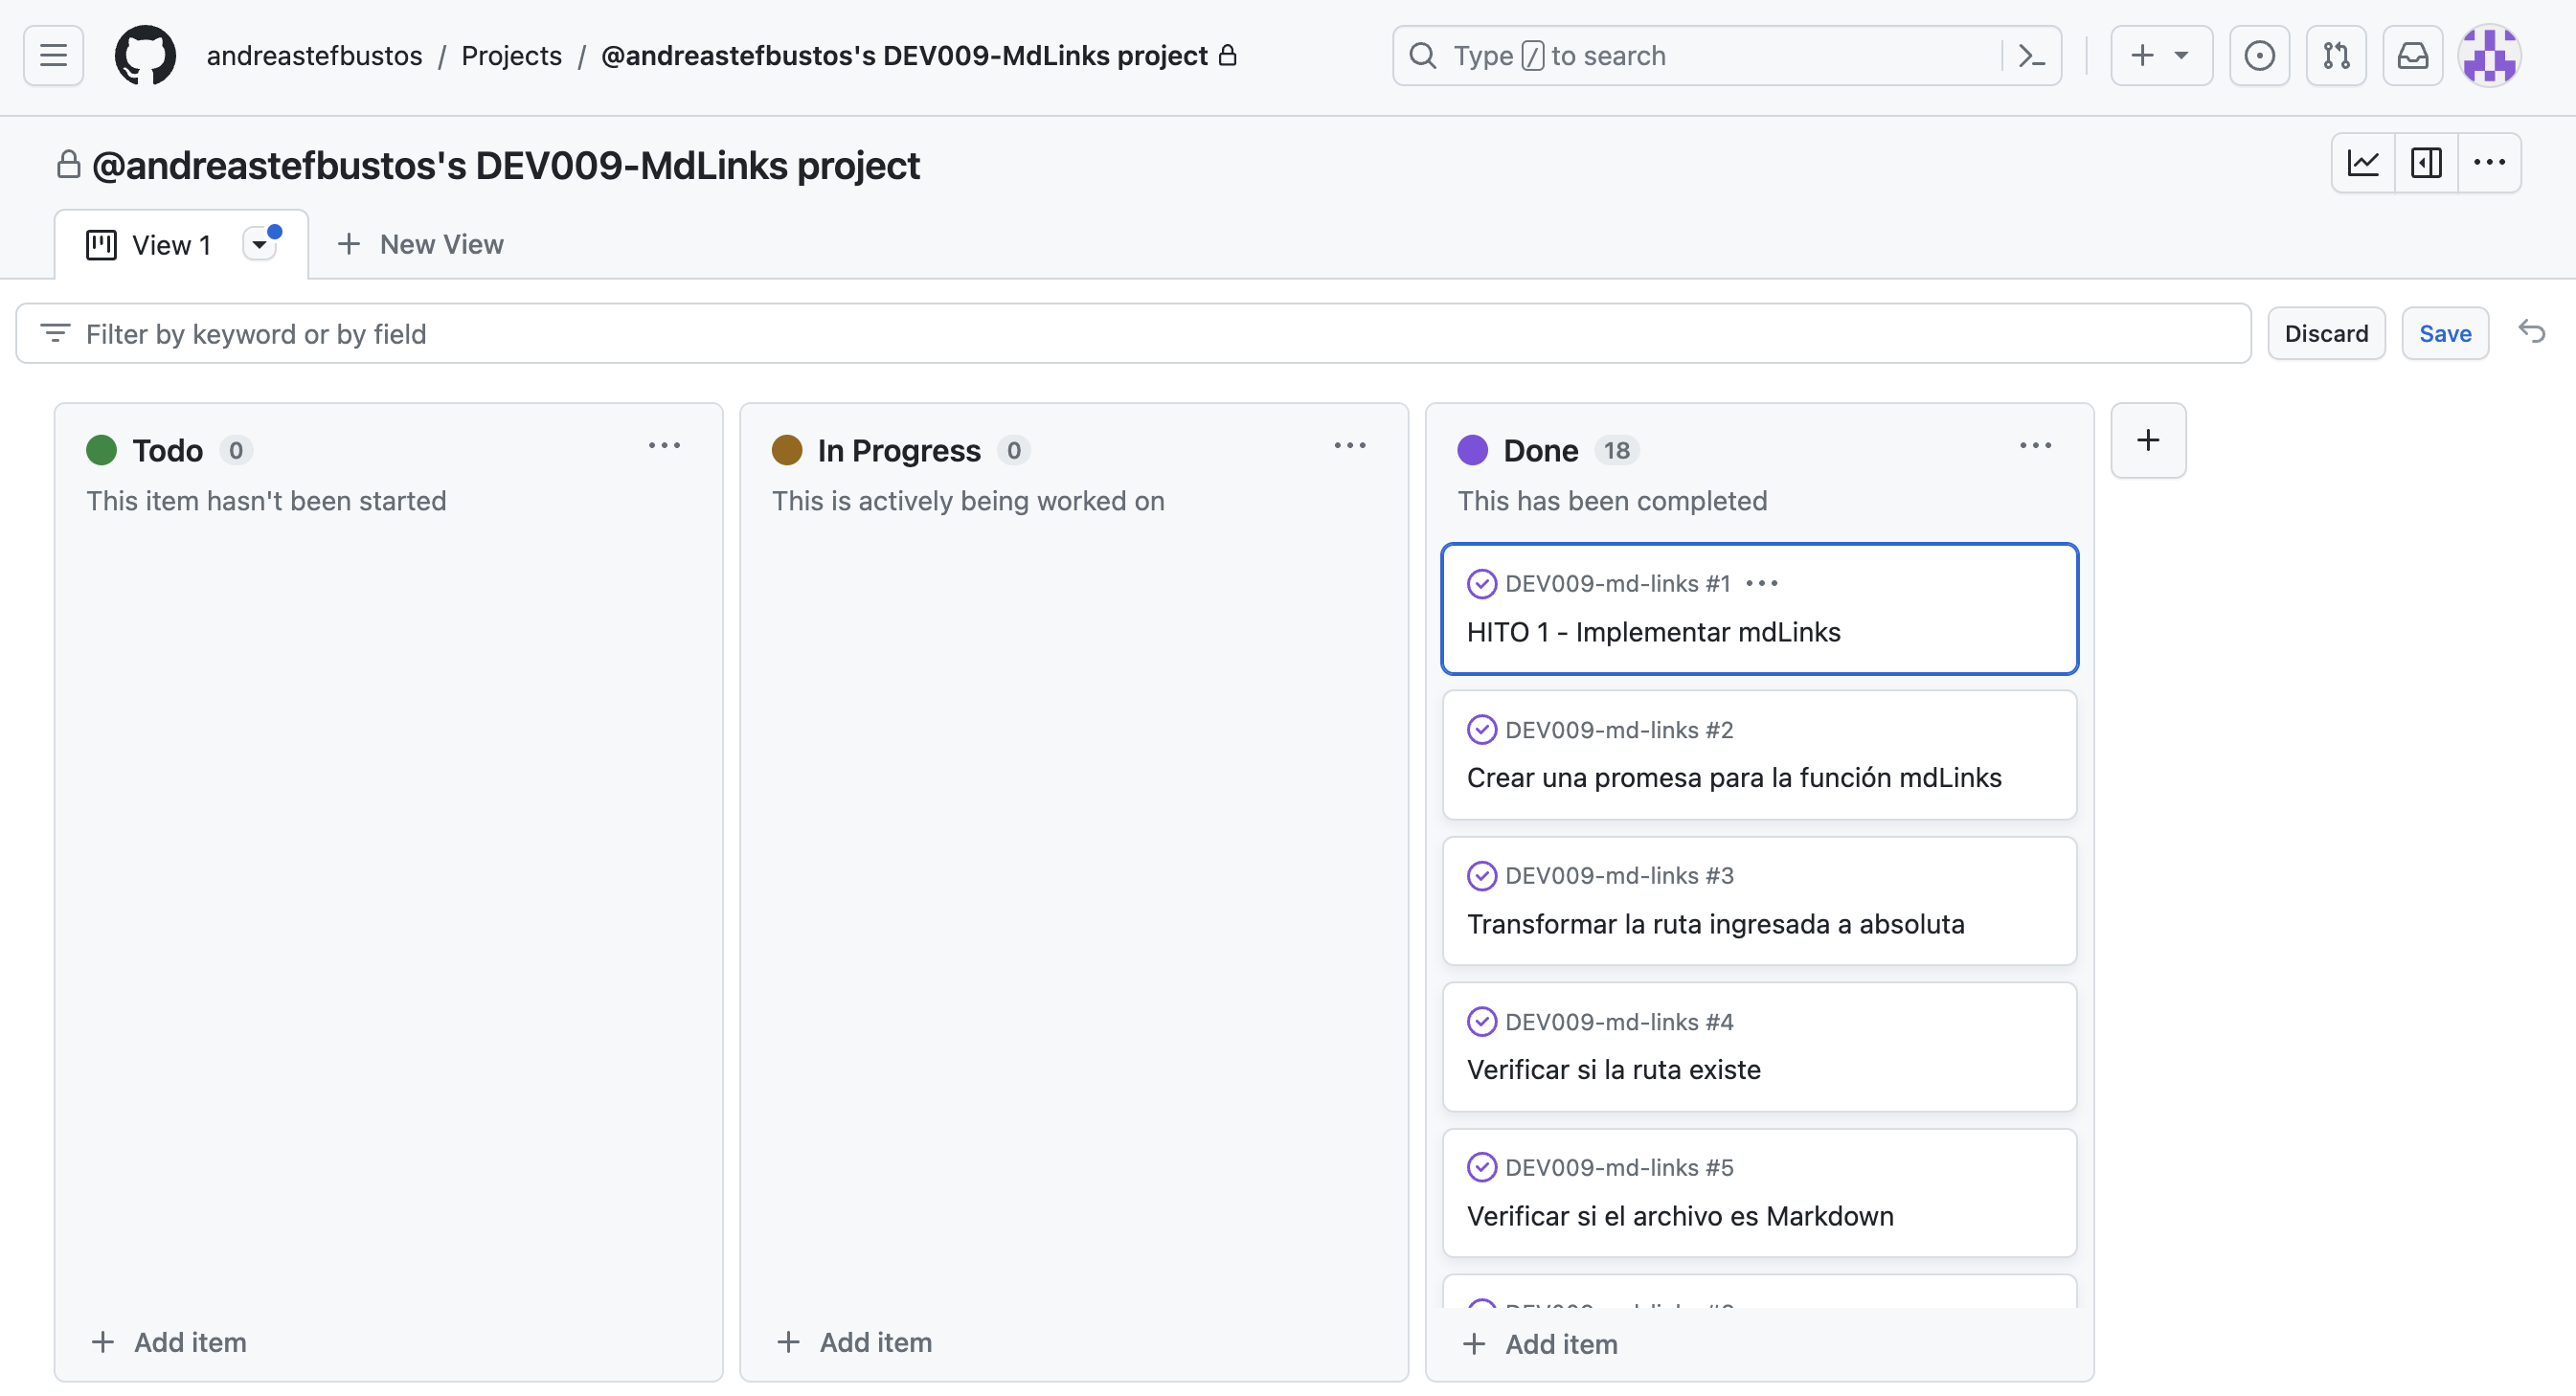 andreastefbustos / Projects / @andreastefbustos's DEV009-MdLinks project
Type / to search
@andreastefbustos's DEV009-MdLinks project
View 1
New View
Filter by keyword or by field
Discard
Save
Todo 0
This item hasn't been started
Add item
In Progress 0
This is actively being worked on
Add item
Done 18
This has been completed
DEV009-md-links #1
HITO 1 - Implementar mdLinks
DEV009-md-links #2
Crear una promesa para la función mdLinks
DEV009-md-links #3
Transformar la ruta ingresada a absoluta
DEV009-md-links #4
Verificar si la ruta existe
DEV009-md-links #5
Verificar si el archivo es Markdown
Add item